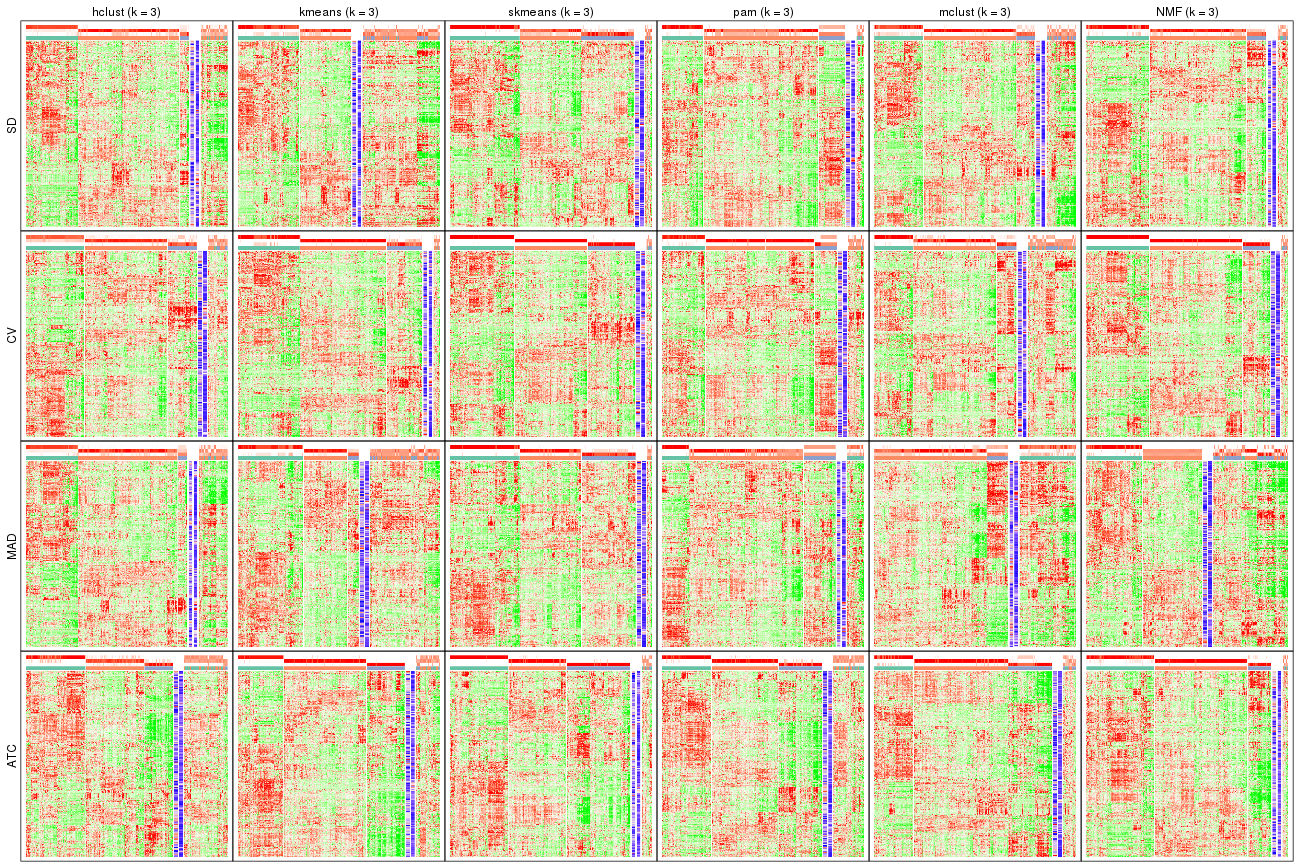 hclust (k = 3)
kmeans (k = 3)
skmeans (k = 3)
pam (k = 3)
mclust (k = 3)
NMF (k = 3)
SD
CV
MAD
ATC